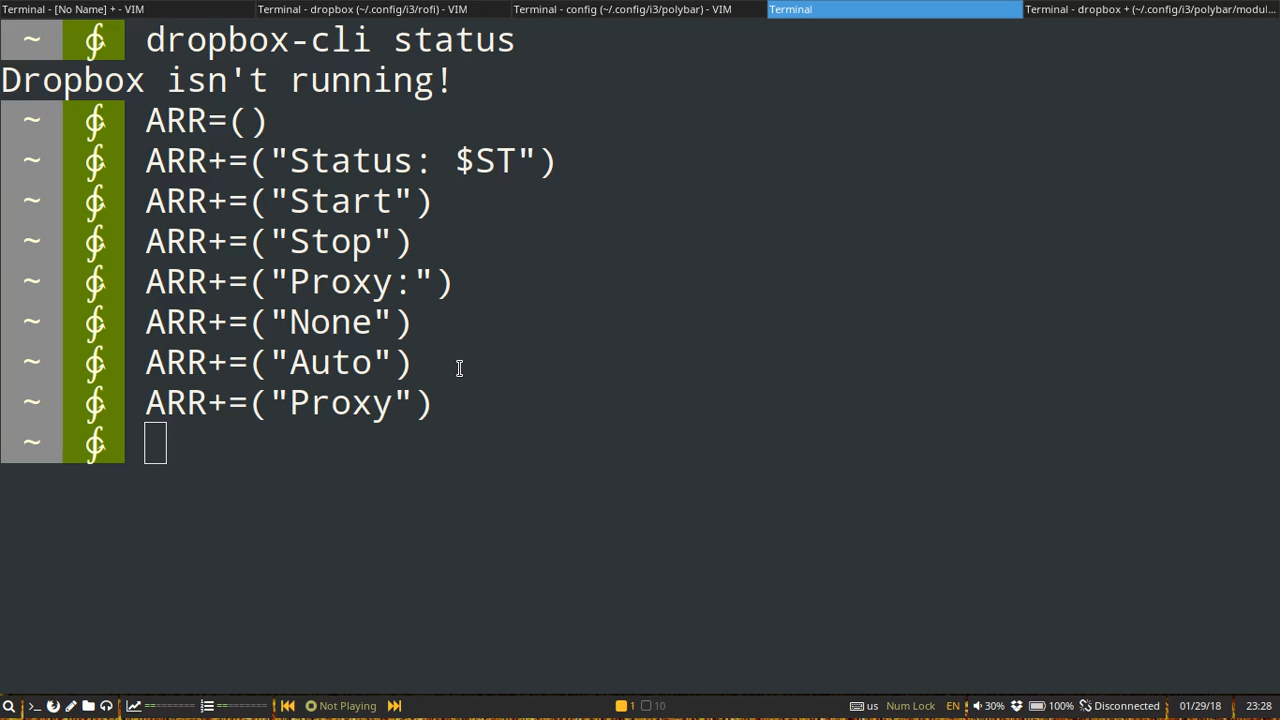 Terminal - [No Name] + - VIM
Terminal - dropbox (~/.config/i3/rofi) - VIM
Terminal - config (~/.config/i3/polybar) - VIM
Terminal
Terminal - dropbox + (~/.config/i3/polybar/modul...
~ ∲ dropbox-cli status
Dropbox isn't running!
~ ∲ ARR=()
~ ∲ ARR+=("Status: $ST")
~ ∲ ARR+=("Start")
~ ∲ ARR+=("Stop")
~ ∲ ARR+=("Proxy:")
~ ∲ ARR+=("None")
~ ∲ ARR+=("Auto")
~ ∲ ARR+=("Proxy")
~ ∲
Not Playing 1 10 us Num Lock EN 30% 100% Disconnected 01/29/18 23:28